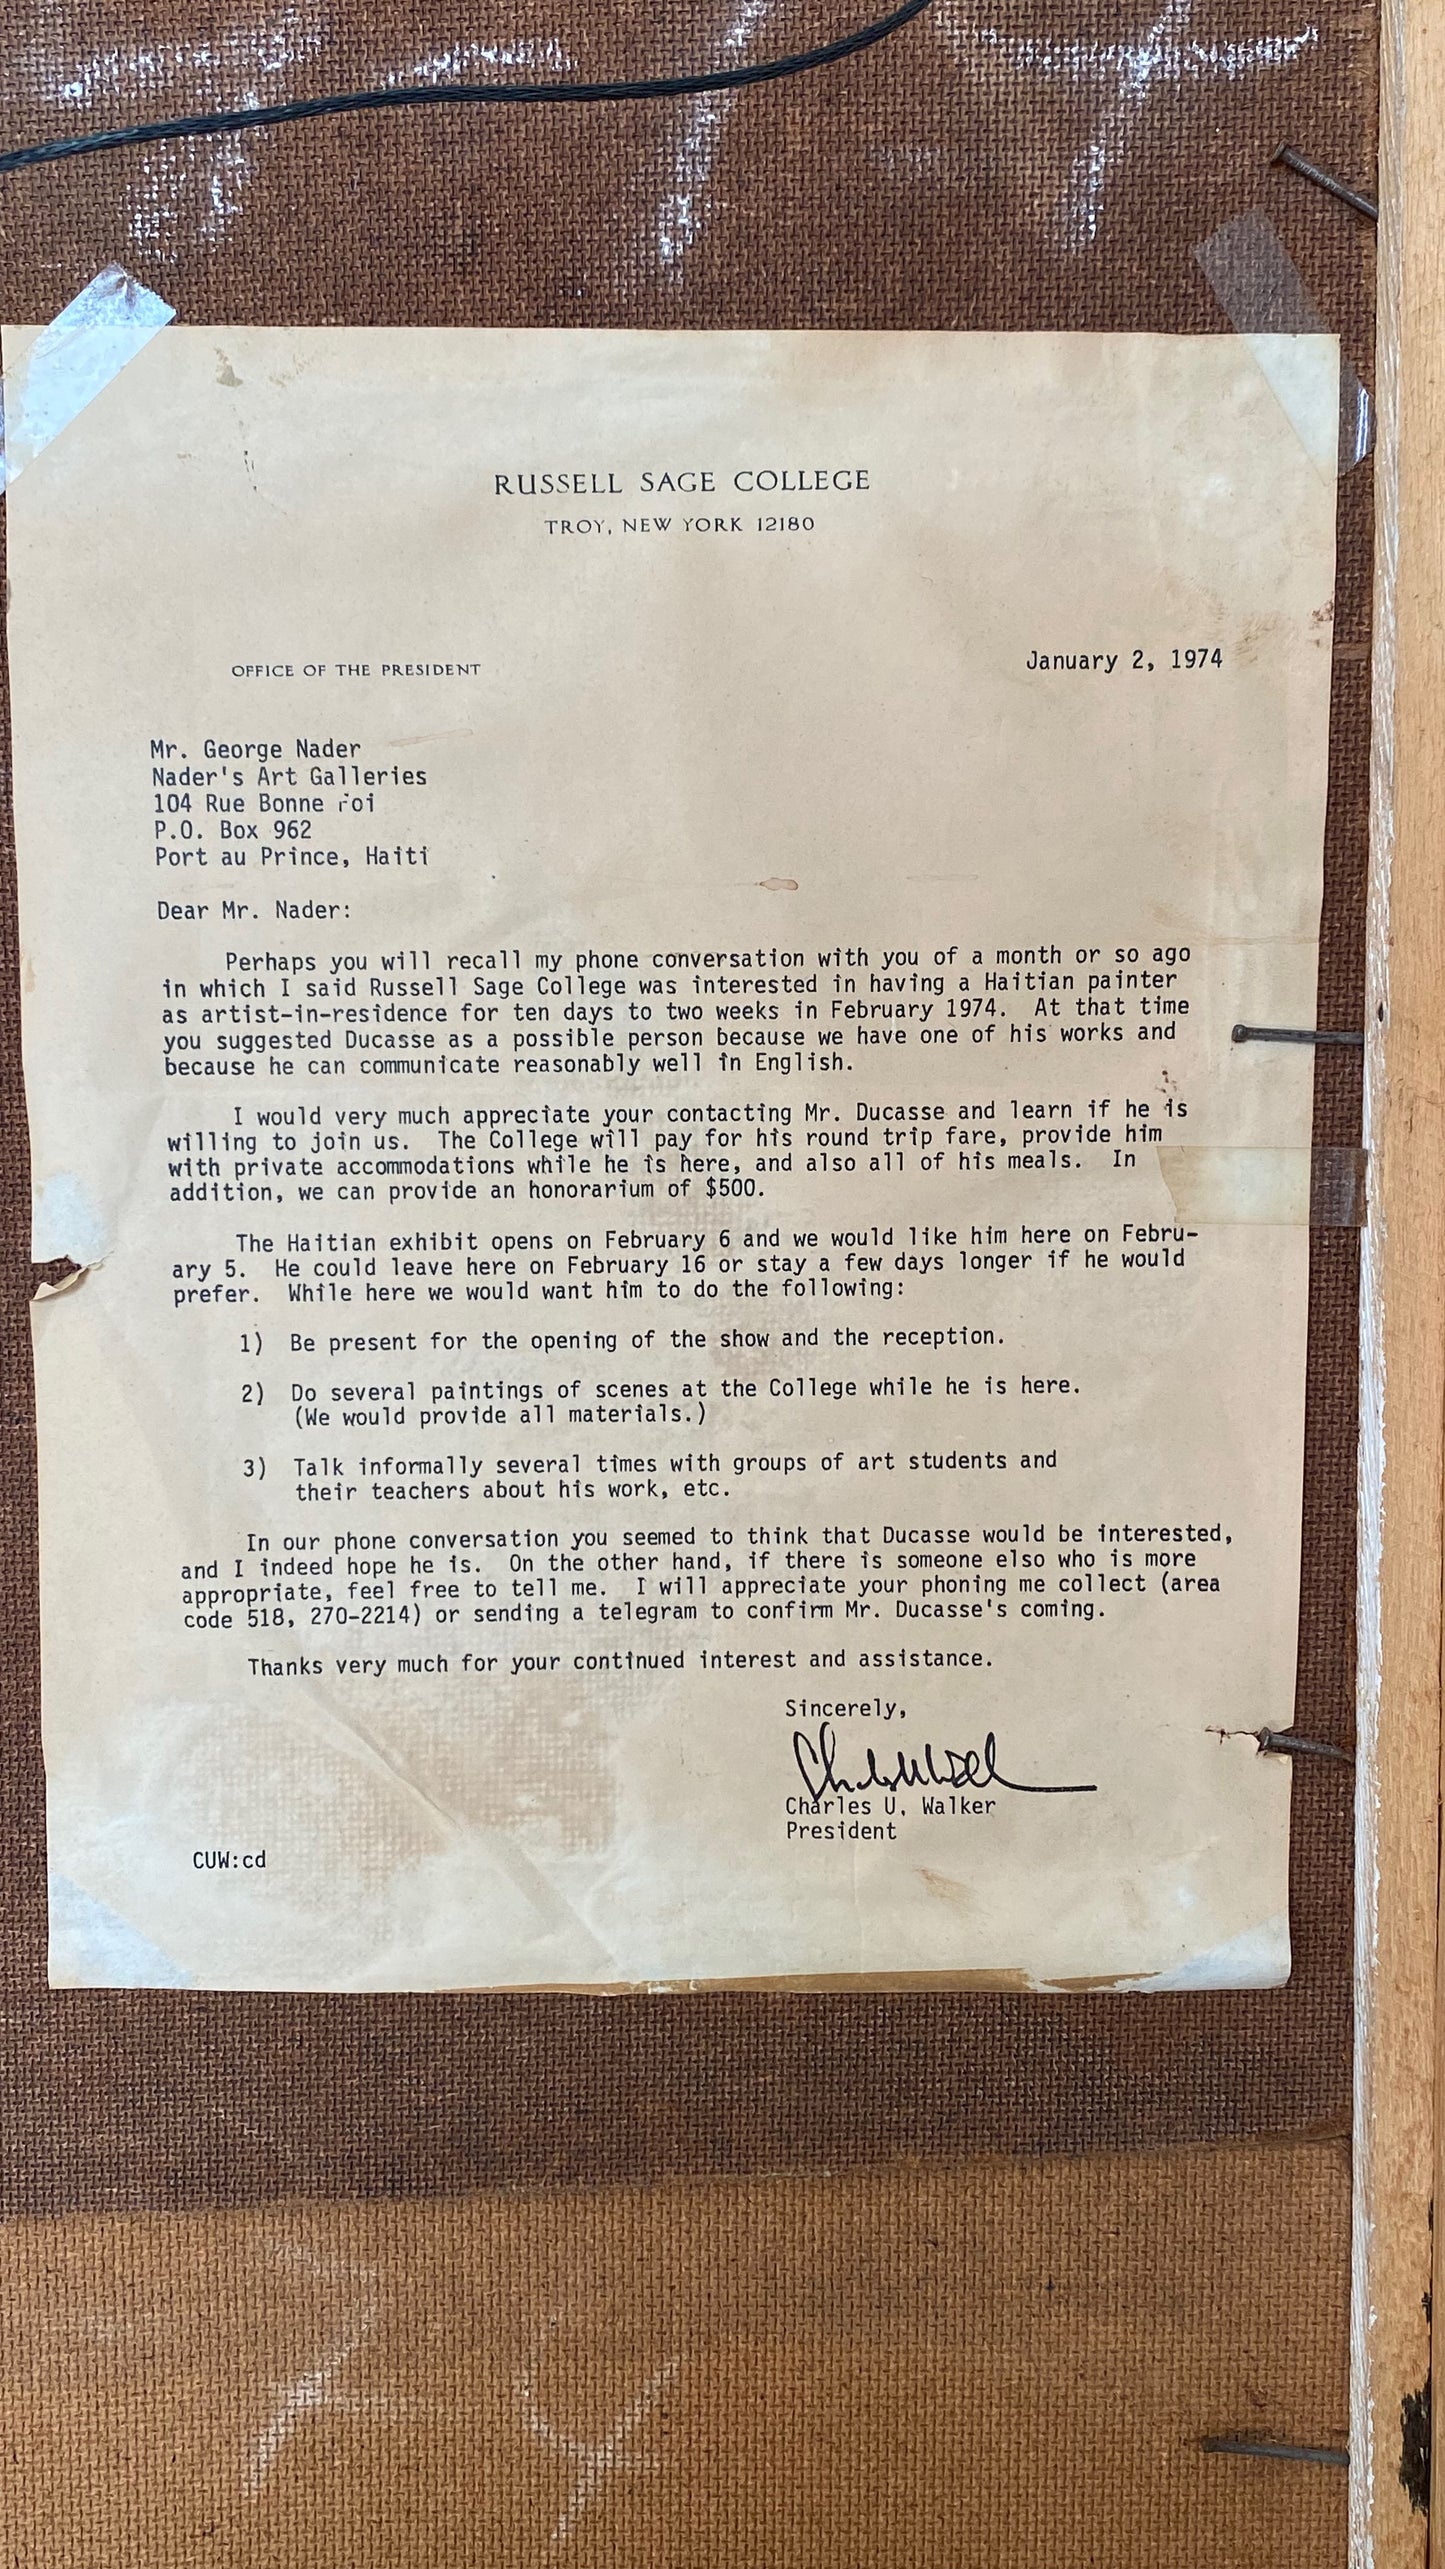 RUSSELL SAGE COLLEGE
TROY, NEW YORK 12180
OFFICE OF THE PRESIDENT
January 2, 1974
Mr. George Nader
Nader's Art Galleries
104 Rue Bonne Foi
P.O. Box 962
Port au Prince, Haiti
Dear Mr. Nader:
Perhaps you will recall my phone conversation with you of a month or so ago
in which I said Russell Sage College was interested in having a Haitian painter
as artist-in-residence for ten days to two weeks in February 1974. At that time
you suggested Ducasse as a possible person because we have one of his works and
because he can communicate reasonably well in English.
I would very much appreciate your contacting Mr. Ducasse and learn if he is
willing to join us. The College will pay for his round trip fare, provide him
with private accommodations while he is here, and also all of his meals. In
addition, we can provide an honorarium of $500.
The Haitian exhibit opens on February 6 and we would like him here on Febru-
ary 5. He could leave here on February 16 or stay a few days longer if he would
prefer. While here we would want him to do the following:
1) Be present for the opening of the show and the reception.
2) Do several paintings of scenes at the College while he is here.
(We would provide all materials.)
3) Talk informally several times with groups of art students and
their teachers about his work, etc.
In our phone conversation you seemed to think that Ducasse would be interested,
and I indeed hope he is. On the other hand, if there is someone elso who is more
appropriate, feel free to tell me. I will appreciate your phoning me collect (area
code 518, 270-2214) or sending a telegram to confirm Mr. Ducasse's coming.
Thanks very much for your continued interest and assistance.
Sincerely,
Charles U. Walker
President
CUW:cd